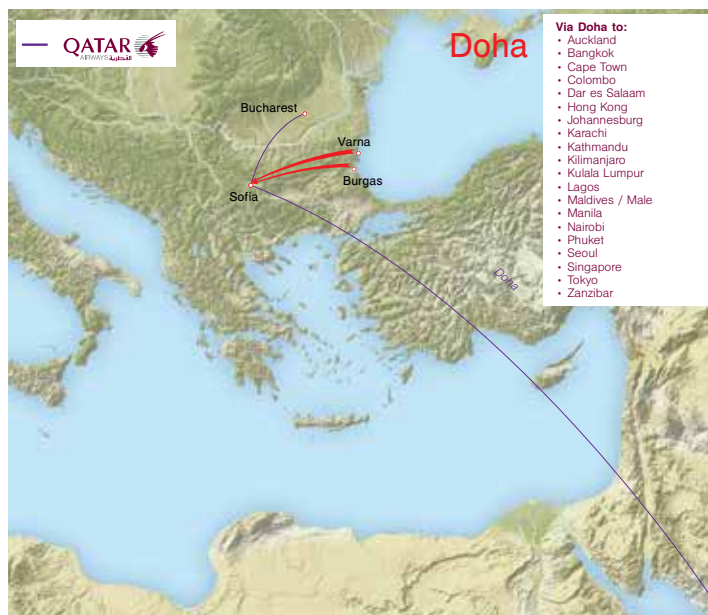 QATAR
AIRWAYS القطرية
Doha
Via Doha to:
• Auckland
• Bangkok
• Cape Town
• Colombo
• Dar es Salaam
• Hong Kong
• Johannesburg
• Karachi
• Kathmandu
• Kilimanjaro
• Kulala Lumpur
• Lagos
• Maldives / Male
• Manila
• Nairobi
• Phuket
• Seoul
• Singapore
• Tokyo
• Zanzibar
Bucharest
Varna
Burgas
Sofia
Doha